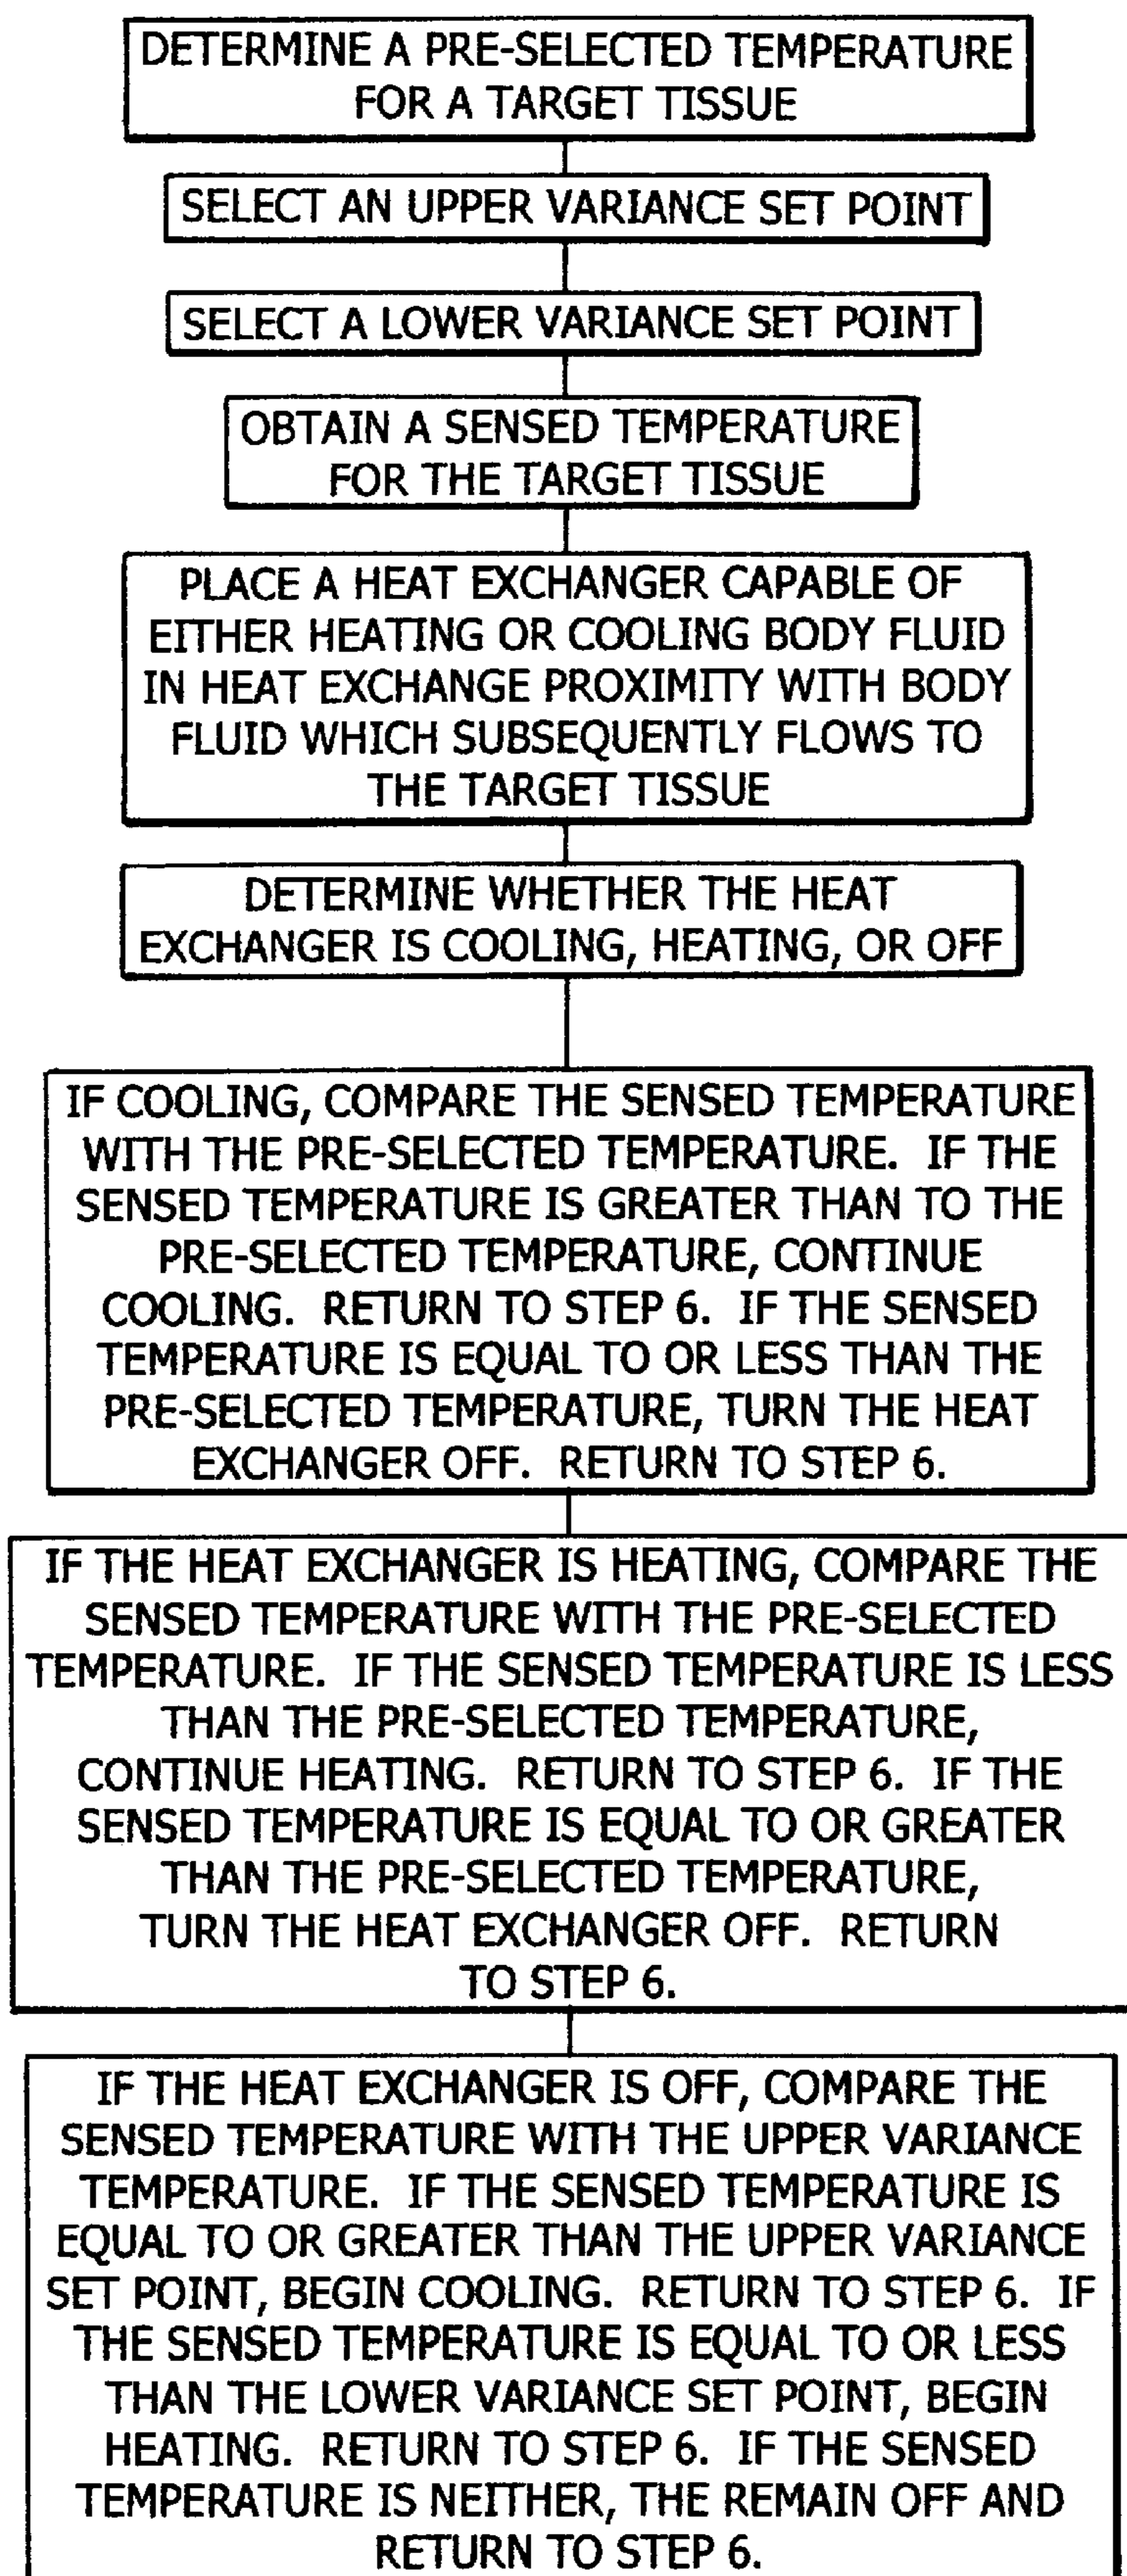 DETERMINE A PRE-SELECTED TEMPERATURE
FOR A TARGET TISSUE
SELECT AN UPPER VARIANCE SET POINT
SELECT A LOWER VARIANCE SET POINT
OBTAIN A SENSED TEMPERATURE
FOR THE TARGET TISSUE
PLACE A HEAT EXCHANGER CAPABLE OF
EITHER HEATING OR COOLING BODY FLUID
IN HEAT EXCHANGE PROXIMITY WITH BODY
FLUID WHICH SUBSEQUENTLY FLOWS TO
THE TARGET TISSUE
DETERMINE WHETHER THE HEAT
EXCHANGER IS COOLING, HEATING, OR OFF
IF COOLING, COMPARE THE SENSED TEMPERATURE
WITH THE PRE-SELECTED TEMPERATURE. IF THE
SENSED TEMPERATURE IS GREATER THAN TO THE
PRE-SELECTED TEMPERATURE, CONTINUE
COOLING. RETURN TO STEP 6. IF THE SENSED
TEMPERATURE IS EQUAL TO OR LESS THAN THE
PRE-SELECTED TEMPERATURE, TURN THE HEAT
EXCHANGER OFF. RETURN TO STEP 6.
IF THE HEAT EXCHANGER IS HEATING, COMPARE THE
SENSED TEMPERATURE WITH THE PRE-SELECTED
TEMPERATURE. IF THE SENSED TEMPERATURE IS LESS
THAN THE PRE-SELECTED TEMPERATURE,
CONTINUE HEATING. RETURN TO STEP 6. IF THE
SENSED TEMPERATURE IS EQUAL TO OR GREATER
THAN THE PRE-SELECTED TEMPERATURE,
TURN THE HEAT EXCHANGER OFF. RETURN
TO STEP 6.
IF THE HEAT EXCHANGER IS OFF, COMPARE THE
SENSED TEMPERATURE WITH THE UPPER VARIANCE
TEMPERATURE. IF THE SENSED TEMPERATURE IS
EQUAL TO OR GREATER THAN THE UPPER VARIANCE
SET POINT, BEGIN COOLING. RETURN TO STEP 6. IF
THE SENSED TEMPERATURE IS EQUAL TO OR LESS
THAN THE LOWER VARIANCE SET POINT, BEGIN
HEATING. RETURN TO STEP 6. IF THE SENSED
TEMPERATURE IS NEITHER, THE REMAIN OFF AND
RETURN TO STEP 6.